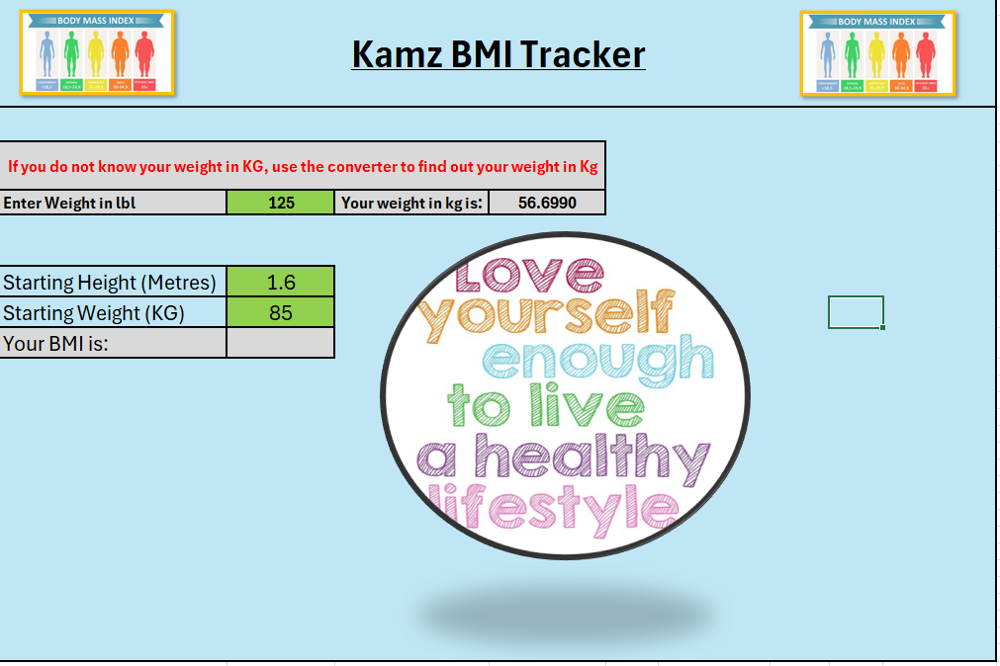 BODY MASS INDEX
Kamz BMI Tracker
BODY MASS INDEX
If you do not know your weight in KG, use the converter to find out your weight in Kg
Enter Weight in lbl 125 Your weight in kg is: 56.6990
Starting Height (Metres) 1.6
Starting Weight (KG) 85
Your BMI is:
Love
yourself
enough
to live
a healthy
lifestyle